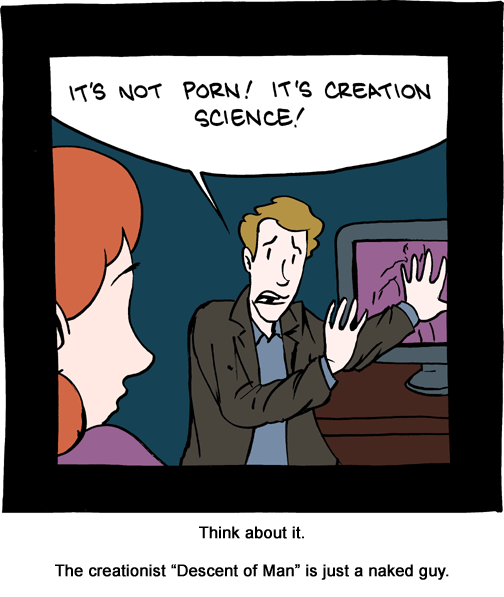 IT'S NOT PORN! IT'S CREATION
SCIENCE!
Think about it.
The creationist “Descent of Man” is just a naked guy.